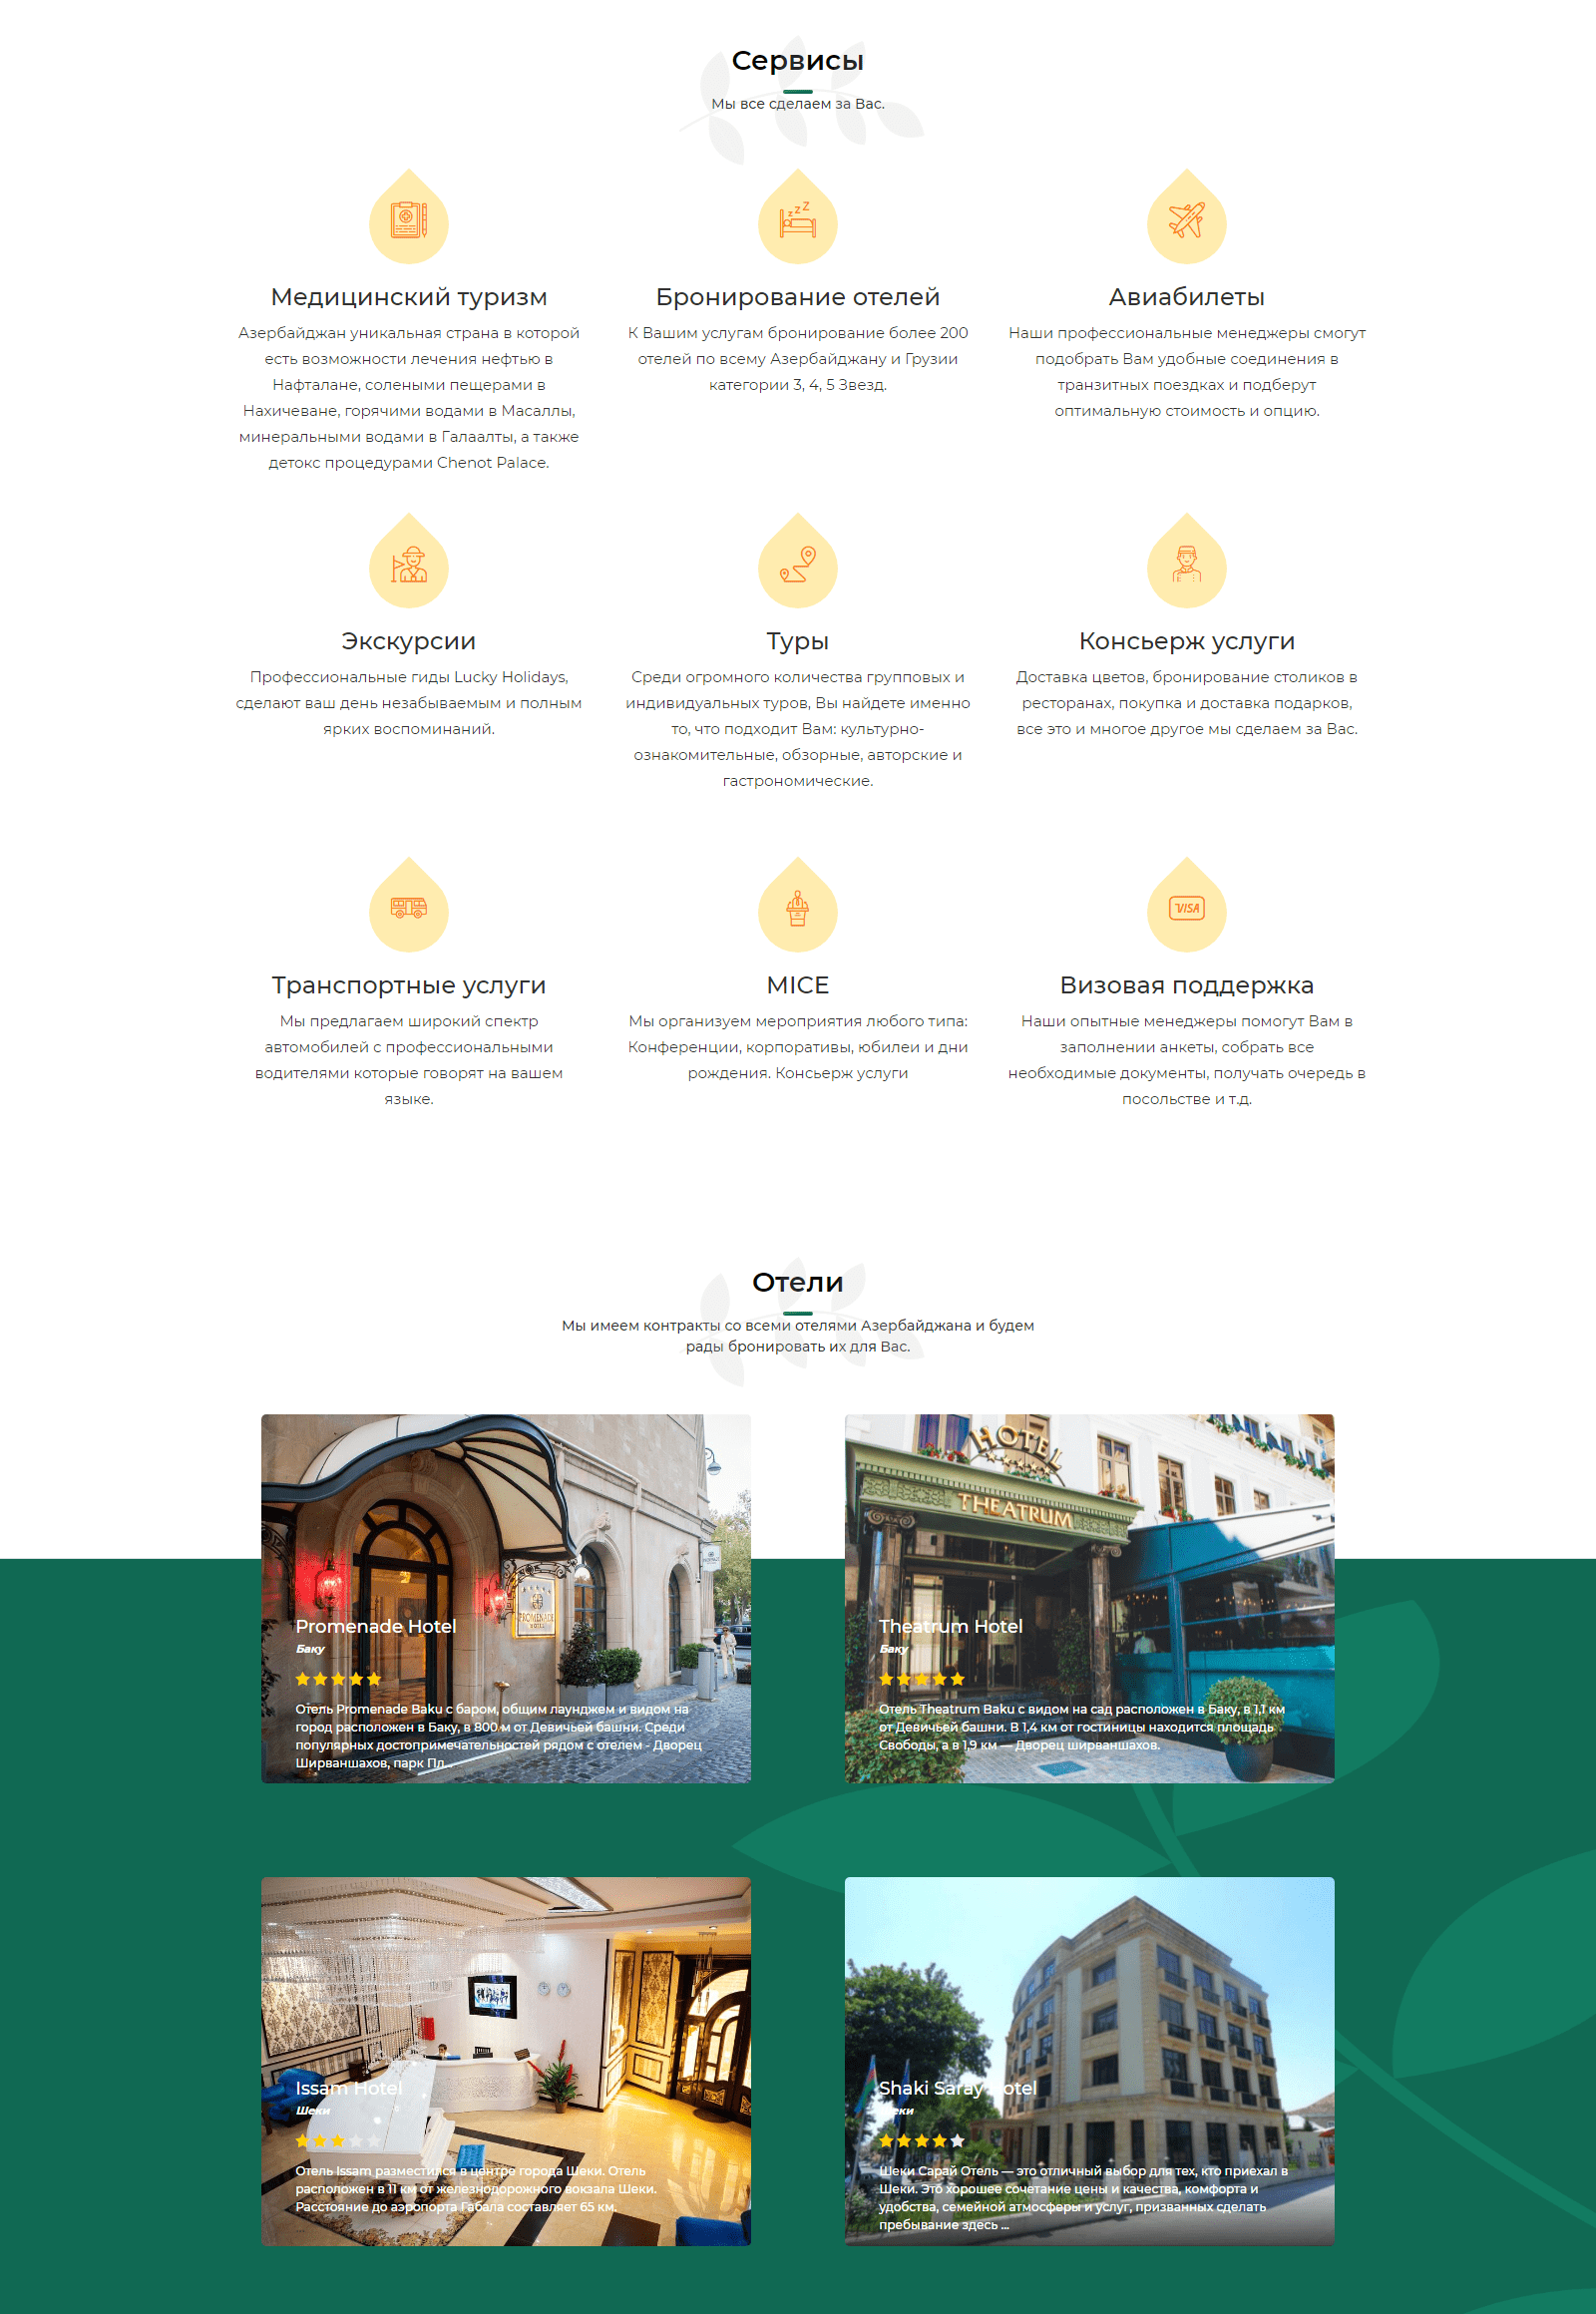 Сервисы
Мы все сделаем за Вас.
Медицинский туризм
Азербайджан уникальная страна в которой
есть возможности лечения нефтью в
Нафталане, солеными пещерами в
Нахичеване, горячими водами в Масаллы,
минеральными водами в Галаалты, а также
детокс процедурами Chenot Palace.
Бронирование отелей
К Вашим услугам бронирование более 200
отелей по всему Азербайджану и Грузии
категории 3, 4, 5 Звезд.
Авиабилеты
Наши профессиональные менеджеры смогут
подобрать Вам удобные соединения в
транзитных поездках и подберут
оптимальную стоимость и опцию.
Экскурсии
Профессиональные гиды Lucky Holidays,
сделают ваш день незабываемым и полным
ярких воспоминаний.
Туры
Среди огромного количества групповых и
индивидуальных туров, Вы найдете именно
то, что подходит Вам: культурно-
ознакомительные, обзорные, авторские и
гастрономические.
Консьерж услуги
Доставка цветов, бронирование столиков в
ресторанах, покупка и доставка подарков,
все это и многое другое мы сделаем за Вас.
Транспортные услуги
Мы предлагаем широкий спектр
автомобилей с профессиональными
водителями которые говорят на вашем
языке.
MICE
Мы организуем мероприятия любого типа:
Конференции, корпоративы, юбилеи и дни
рождения. Консьерж услуги
VISA
Визовая поддержка
Наши опытные менеджеры помогут Вам в
заполнении анкеты, собрать все
необходимые документы, получать очередь в
посольстве и т.д.
Отели
Мы имеем контракты со всеми отелями Азербайджана и будем
рады бронировать их для Вас.
PROMENADE
HOTEL
Promenade Hotel
Баку
Отель Promenade Baku с баром, общим лаунджем и видом на
город расположен в Баку, в 800 м от Девичьей башни. Среди
популярных достопримечательностей рядом с отелем - Дворец
Ширваншахов, парк Пл...
HOTEL
THEATRUM
Theatrum Hotel
Баку
Отель Theatrum Baku с видом на сад расположен в Баку, в 1,1 км
от Девичьей башни. В 1,4 км от гостиницы находится площадь
Свободы, а в 1,9 км — Дворец ширваншахов.
Issam Hotel
Шеки
Отель Issam разместился в центре города Шеки. Отель
расположен в 11 км от железнодорожного вокзала Шеки.
Расстояние до аэропорта Габала составляет 65 км.
Shaki Saray Hotel
Шеки
Шеки Сарай Отель — это отличный выбор для тех, кто приехал в
Шеки. Это хорошее сочетание цены и качества, комфорта и
удобства, семейной атмосферы и услуг, призванных сделать
пребывание здесь ...